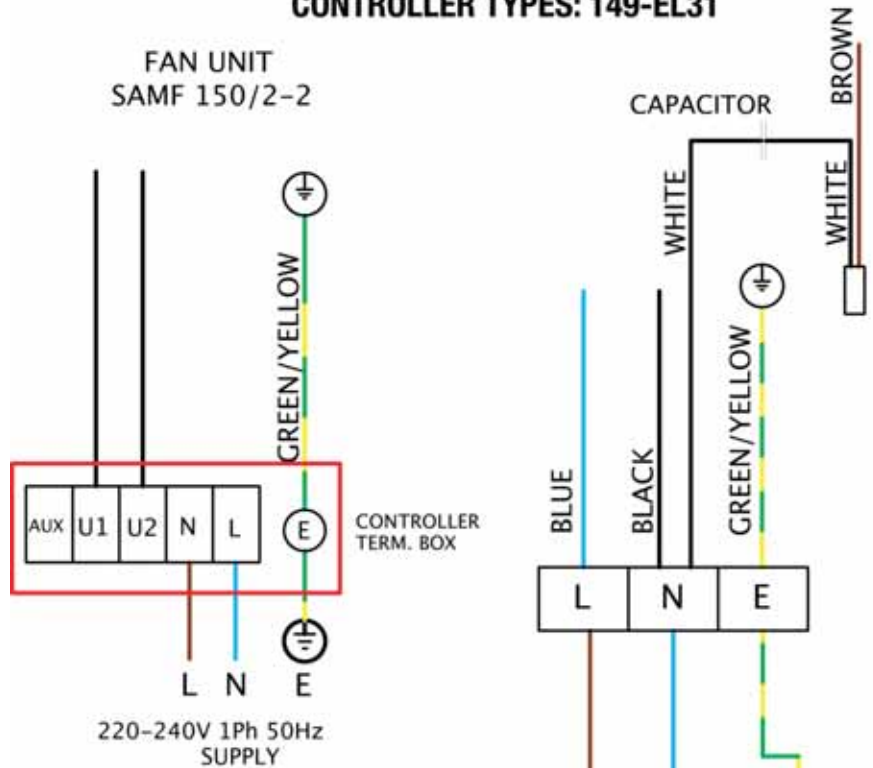 CONTROLLER TYPES: 149-EL31
FAN UNIT
SAMF 150/2-2
GREEN/YELLOW
AUX U1 U2 N L E
CONTROLLER
TERM. BOX
L N E
220-240V 1Ph 50Hz
SUPPLY
CAPACITOR
BROWN
WHITE
WHITE
BLUE
BLACK
GREEN/YELLOW
L N E